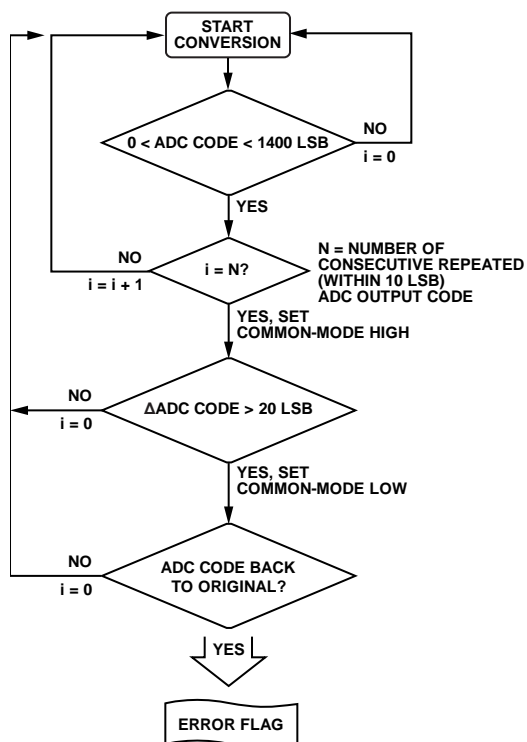 START
CONVERSION
0 < ADC CODE < 1400 LSB
NO
i = 0
YES
i = N?
NO
i = i + 1
N = NUMBER OF
CONSECUTIVE REPEATED
(WITHIN 10 LSB)
ADC OUTPUT CODE
YES, SET
COMMON-MODE HIGH
ΔADC CODE > 20 LSB
NO
i = 0
YES, SET
COMMON-MODE LOW
ADC CODE BACK
TO ORIGINAL?
NO
i = 0
YES
ERROR FLAG